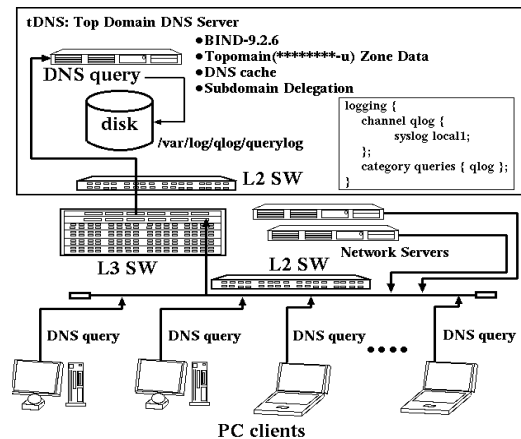 tDNS: Top Domain DNS Server
●BIND-9.2.6
●Topomain(********-u) Zone Data
●DNS cache
●Subdomain Delegation
DNS query
disk
/var/log/qlog/querylog
logging {
channel qlog {
syslog local1;
};
category queries { qlog };
}
L2 SW
L3 SW
Network Servers
L2 SW
DNS query
DNS query
DNS query
DNS query
PC clients